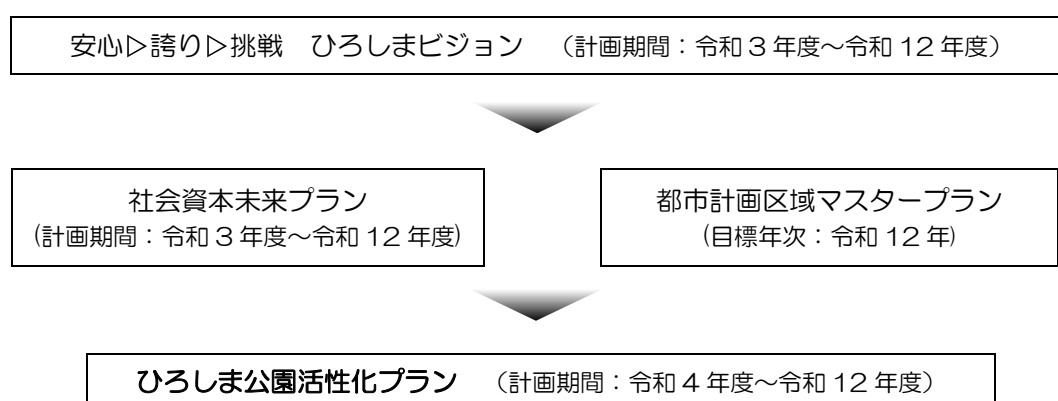 安心▷誇り▷挑戦　ひろしまビジョン　（計画期間：令和３年度～令和 12 年度）
社会資本未来プラン
（計画期間：令和３年度～令和 12 年度）
都市計画区域マスタープラン
（目標年次：令和 12 年）
ひろしま公園活性化プラン　（計画期間：令和４年度～令和 12 年度）